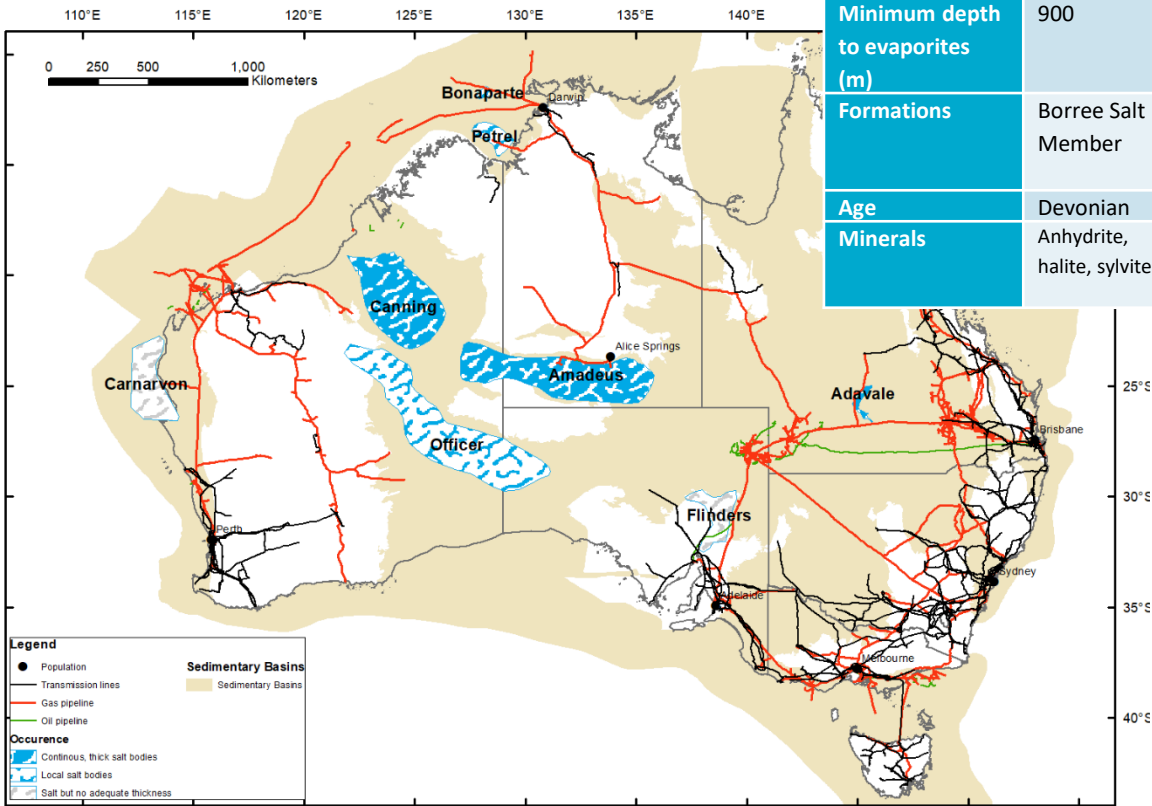 110°E 115°E 120°E 125°E 130°E 135°E 140°E
Minimum depth
to evaporites
(m)
900
Formations
Borree Salt
Member
Age
Devonian
Minerals
Anhydrite,
halite, sylvite
0 250 500 1,000
Kilometers
Bonaparte
Darwin
Petrel
Canning
Alice Springs
Amadeus
Carnarvon
Adavale
25°S
Brisbane
Officer
30°S
Flinders
Perth
Sydney
Adelaide
35°S
Melbourne
40°S
Legend
Population
Transmission lines
Gas pipeline
Oil pipeline
Sedimentary Basins
Sedimentary Basins
Occurence
Continous, thick salt bodies
Local salt bodies
Salt but no adequate thickness